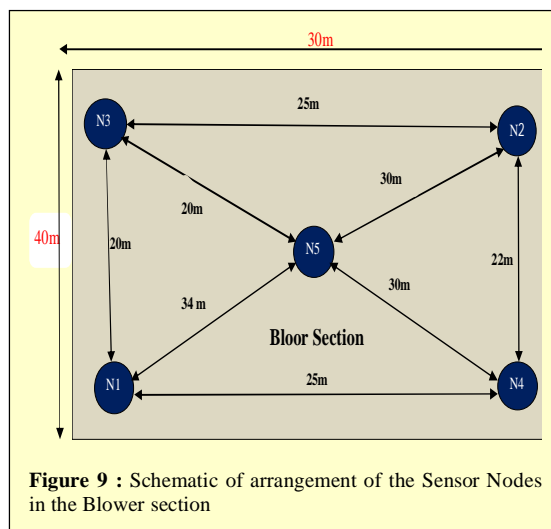 30m
25m
N3
N2
30m
20m
40m
20m
N5
22m
34 m
30m
Bloor Section
N1
N4
25m
Figure 9 : Schematic of arrangement of the Sensor Nodes
in the Blower section